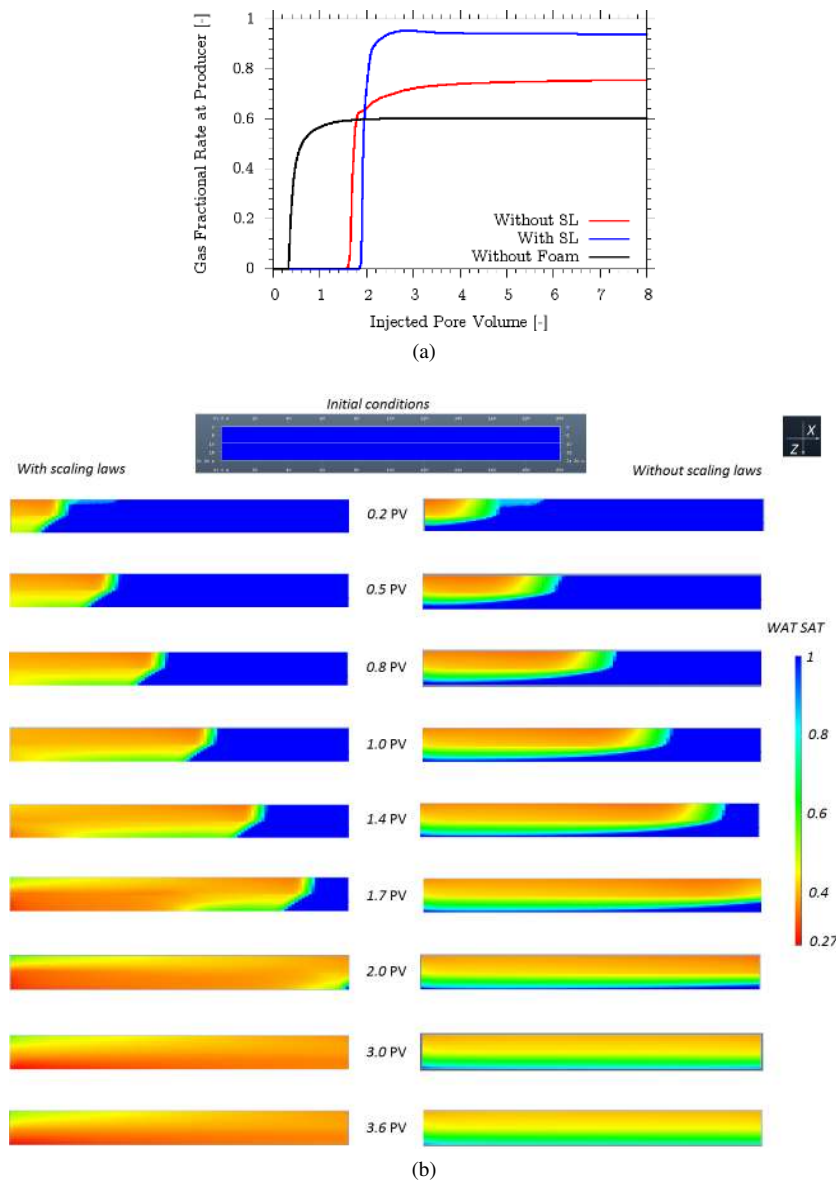 Gas Fractional Rate at Producer [-]
1
0.8
0.6
0.4
0.2
0
Without SL
With SL
Without Foam
0 1 2 3 4 5 6 7 8
Injected Pore Volume [-]
(a)
Initial conditions
X
Z
With scaling laws
Without scaling laws
0.2 PV
0.5 PV
WAT SAT
0.8 PV
1
1.0 PV
0.8
1.4 PV
0.6
1.7 PV
0.4
0.27
2.0 PV
3.0 PV
3.6 PV
(b)